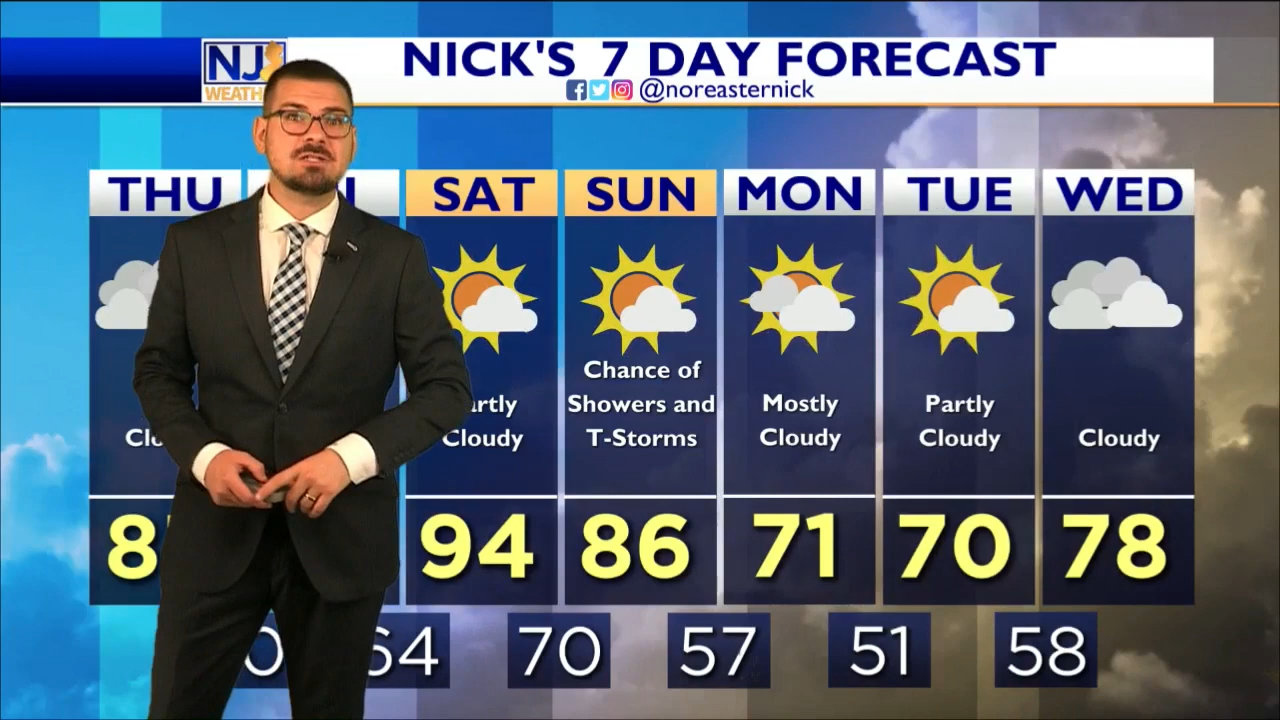 NJ
WEATH
NICK'S 7 DAY FORECAST
@noreasternick
THU
SAT
SUN
MON
TUE
WED
Cloudy
Chance of
Showers and
T-Storms
Mostly
Cloudy
Partly
Cloudy
Cloudy
94
86
71
70
78
64
70
57
51
58